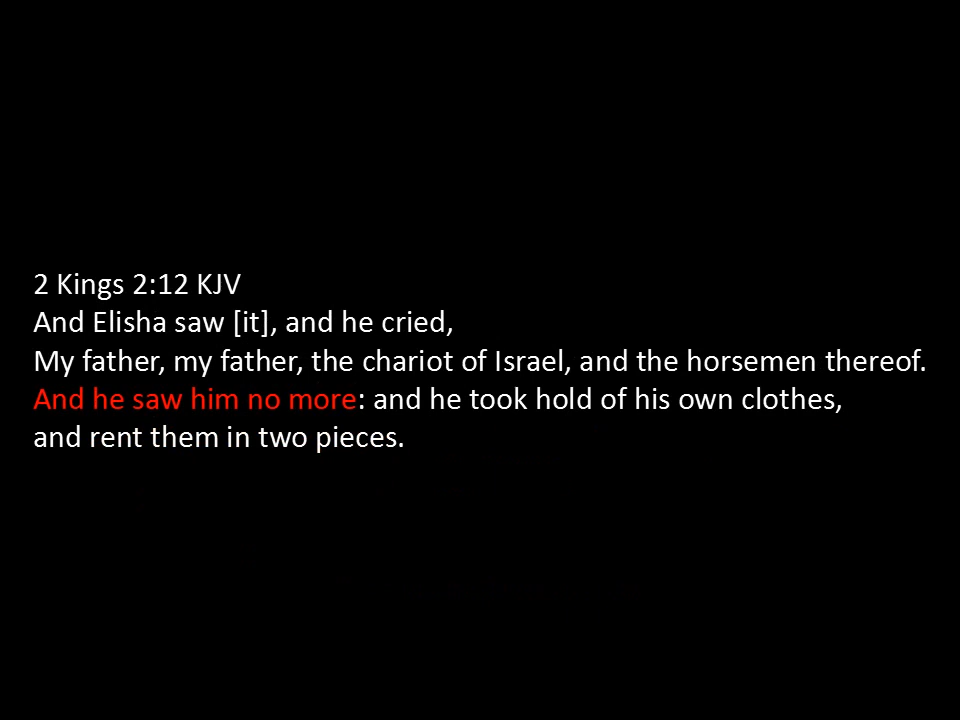 2 Kings 2:12 KJV
And Elisha saw [it], and he cried,
My father, my father, the chariot of Israel, and the horsemen thereof.
And he saw him no more: and he took hold of his own clothes,
and rent them in two pieces.